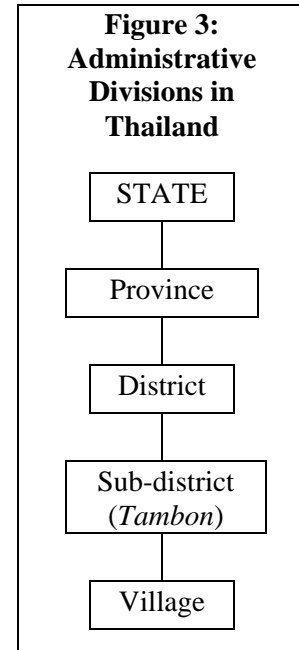 Figure 3:
Administrative
Divisions in
Thailand
STATE
Province
District
Sub-district
(Tambon)
Village